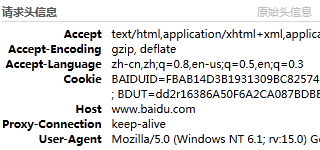 请求头信息 原始头信息
Accept text/html,application/xhtml+xml,applica
Accept-Encoding gzip, deflate
Accept-Language zh-cn,zh;q=0.8,en-us;q=0.5,en;q=0.3
Cookie BAIDUID=FBAB14D3B1931309BC82574
; BDUT=dd2r16386A50F6A2CA087BDBE
Host www.baidu.com
Proxy-Connection keep-alive
User-Agent Mozilla/5.0 (Windows NT 6.1; rv:15.0) G